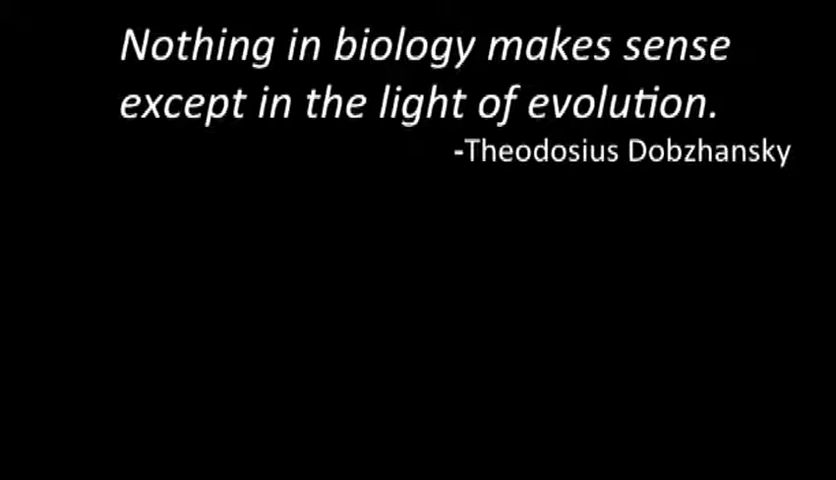 Nothing in biology makes sense
except in the light of evolution.
-Theodosius Dobzhansky